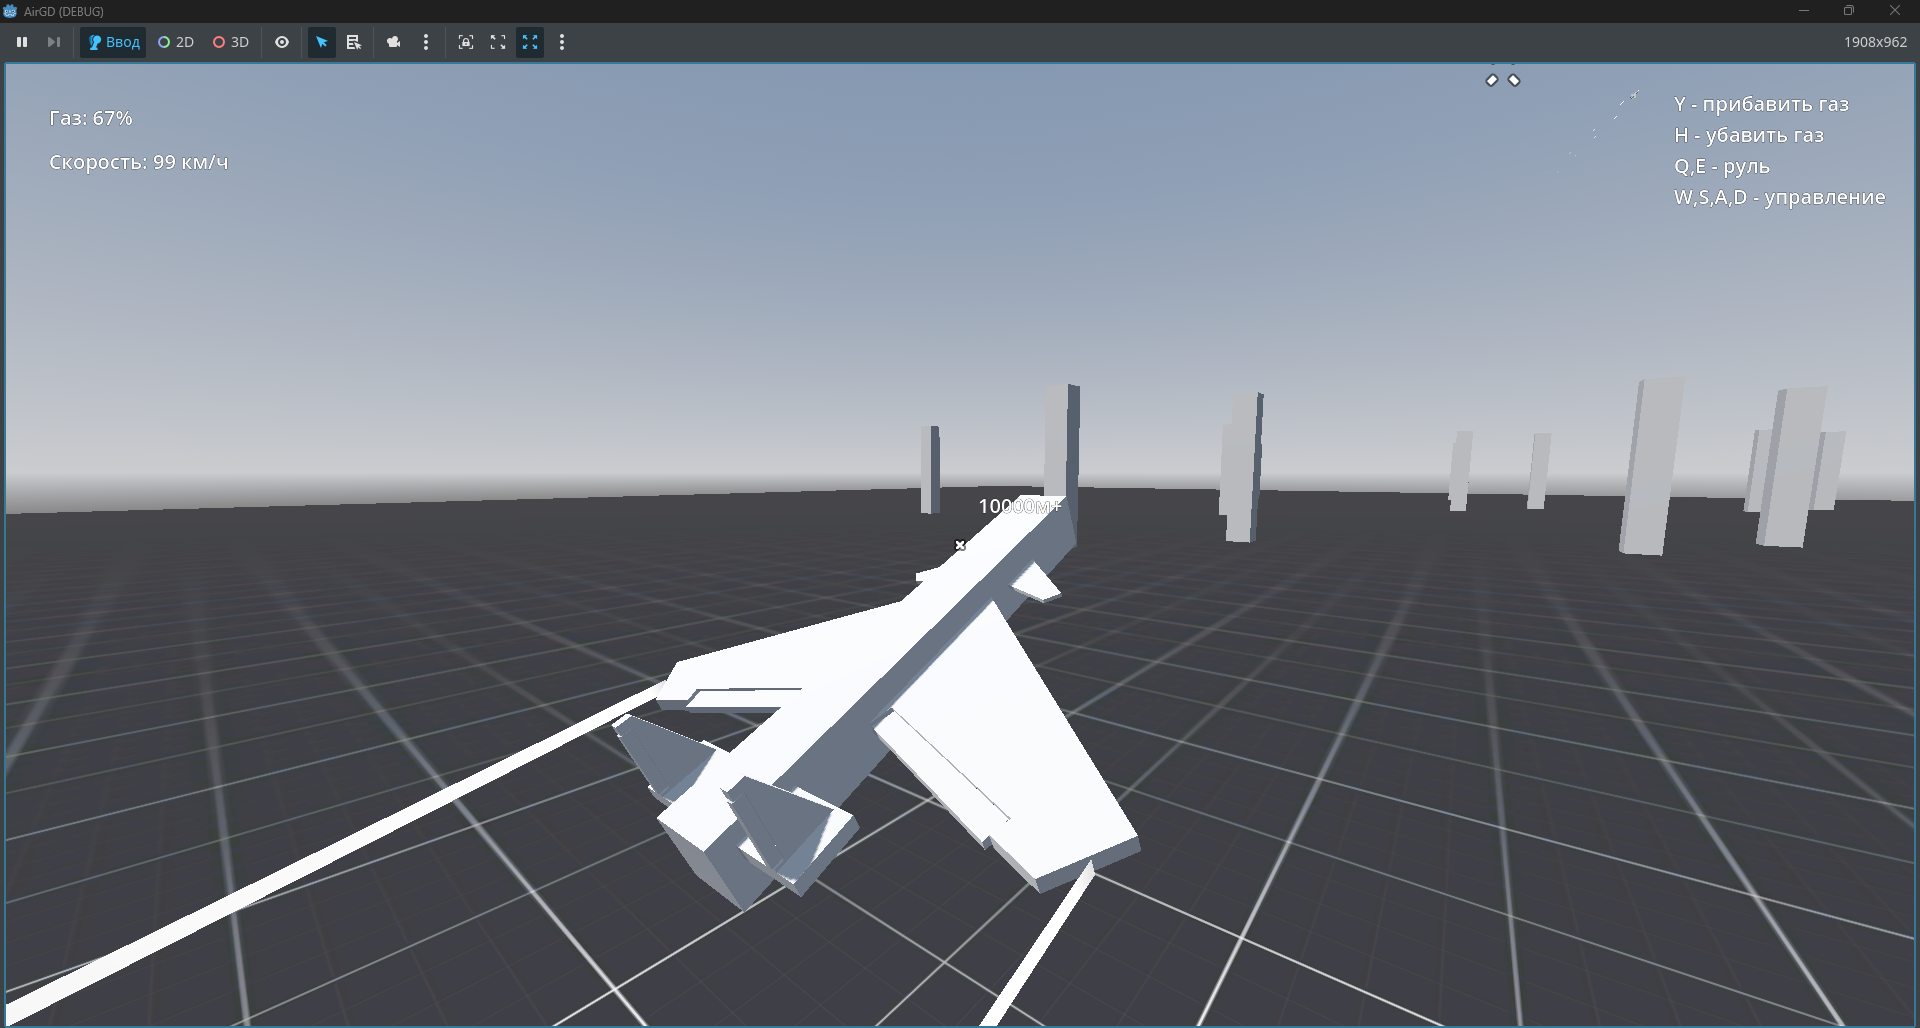 AirGD (DEBUG)
Ввод 2D 3D 1908x962
Газ: 67%
Скорость: 99 км/ч
Y - прибавить газ
H - убавить газ
Q,E - руль
W,S,A,D - управление
10000м+